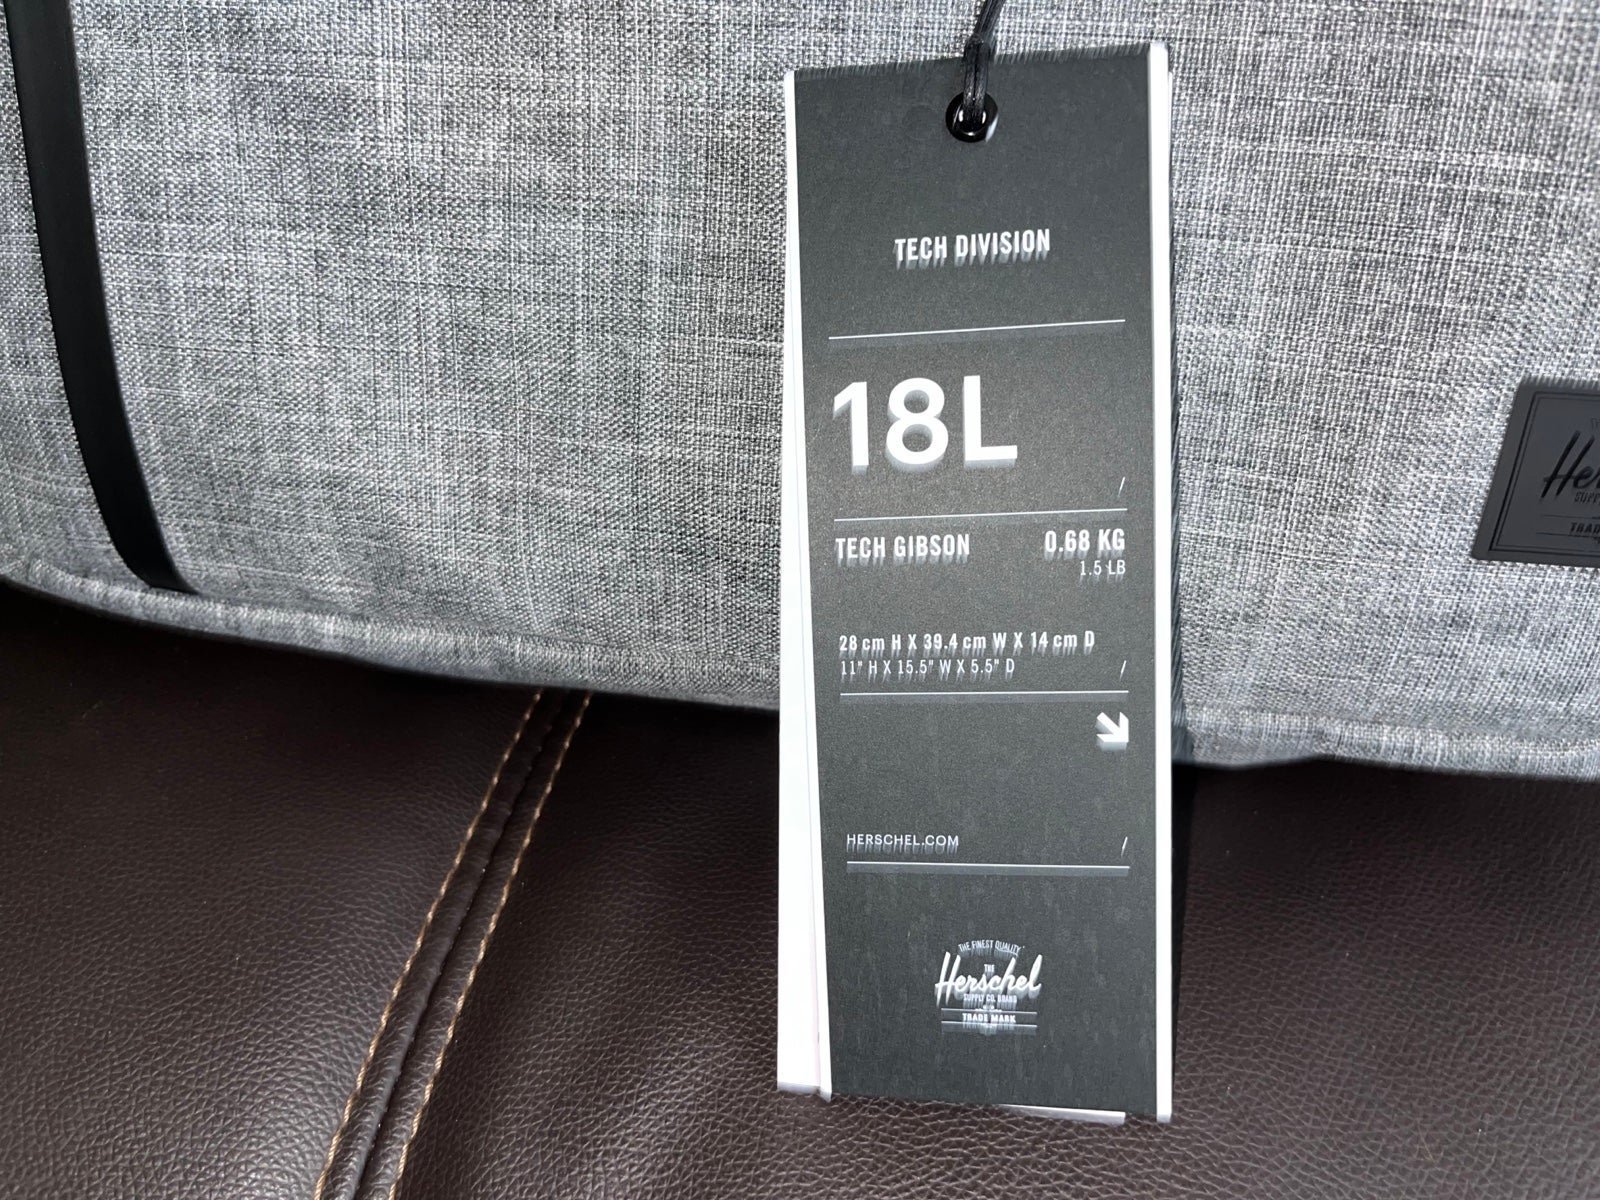 TECH DIVISION
18L
/
TECH GIBSON 0.68 KG
1.5 LB
28 cm H X 39.4 cm W X 14 cm D
11" H X 15.5" W X 5.5" D /
HERSCHEL.COM /
THE FINEST QUALITY
THE
Herschel
SUPPLY CO. BRAND
TRADE MARK